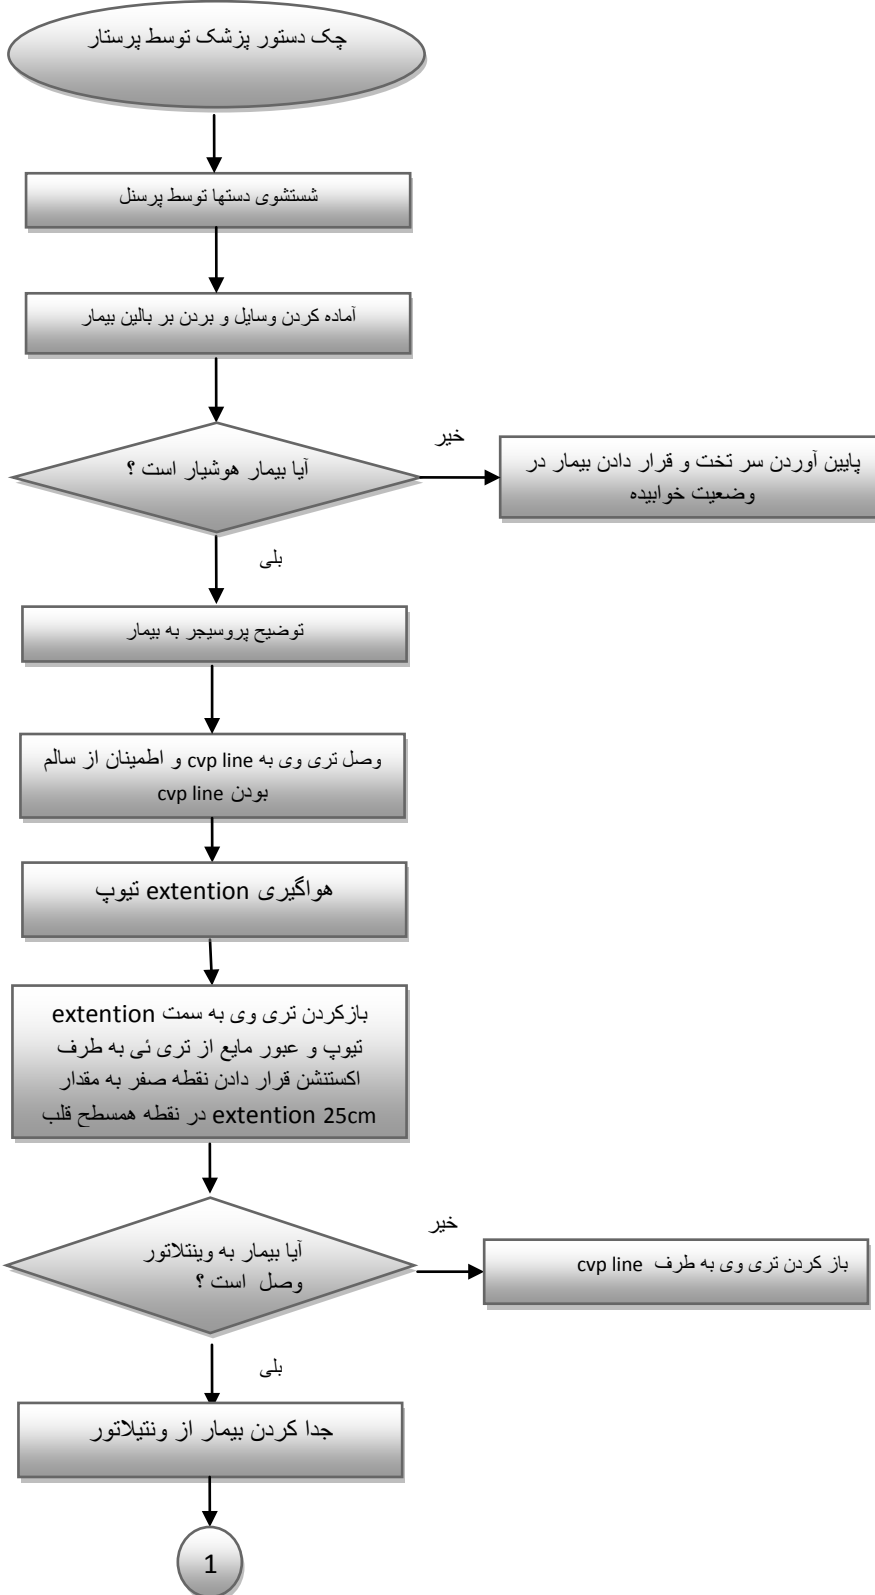 چک دستور پزشک توسط پرستار
شستشوی دستها توسط پرسنل
آماده کردن وسایل و بردن بر بالین بیمار
آیا بیمار هوشیار است ؟
خیر
پایین آوردن سر تخت و قرار دادن بیمار در
وضعیت خوابیده
بلی
توضیح پروسیجر به بیمار
وصل تری وی به cvp line و اطمینان از سالم
بودن cvp line
هواگیری extention تیوپ
بازکردن تری وی به سمت extention
تیوپ و عبور مایع از تری ئی به طرف
اکستنشن قرار دادن نقطه صفر به مقدار
extention 25cm در نقطه همسطح قلب
آیا بیمار به وینتلاتور
وصل است ؟
خیر
باز کردن تری وی به طرف cvp line
بلی
جدا کردن بیمار از ونتیلاتور
1